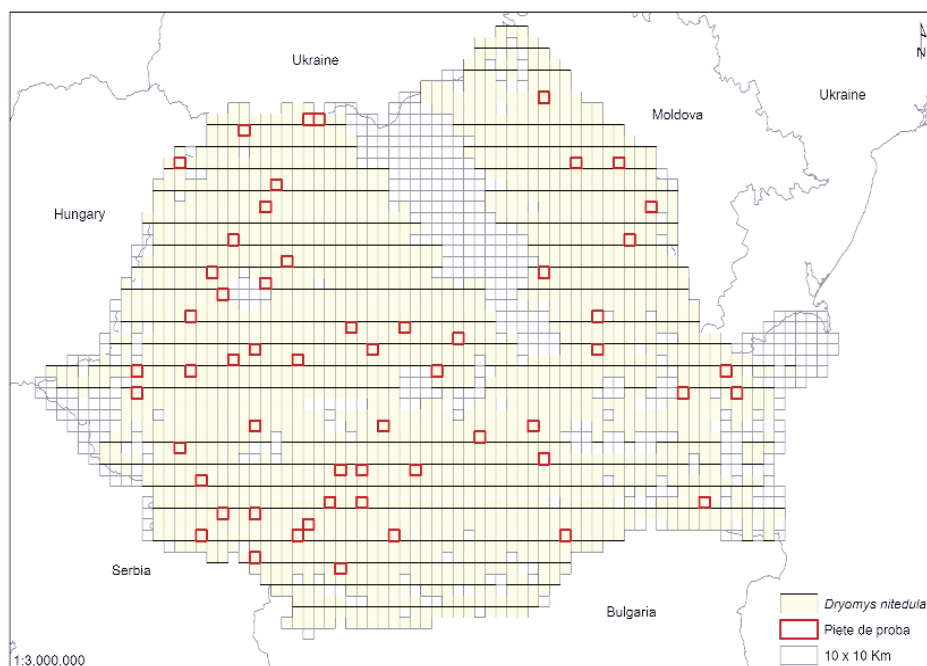 Ukraine
N
Ukraine
Moldova
Hungary
Serbia
Bulgaria
Dryomys nitedula
Piete de proba
10 x 10 Km
1:3.000.000